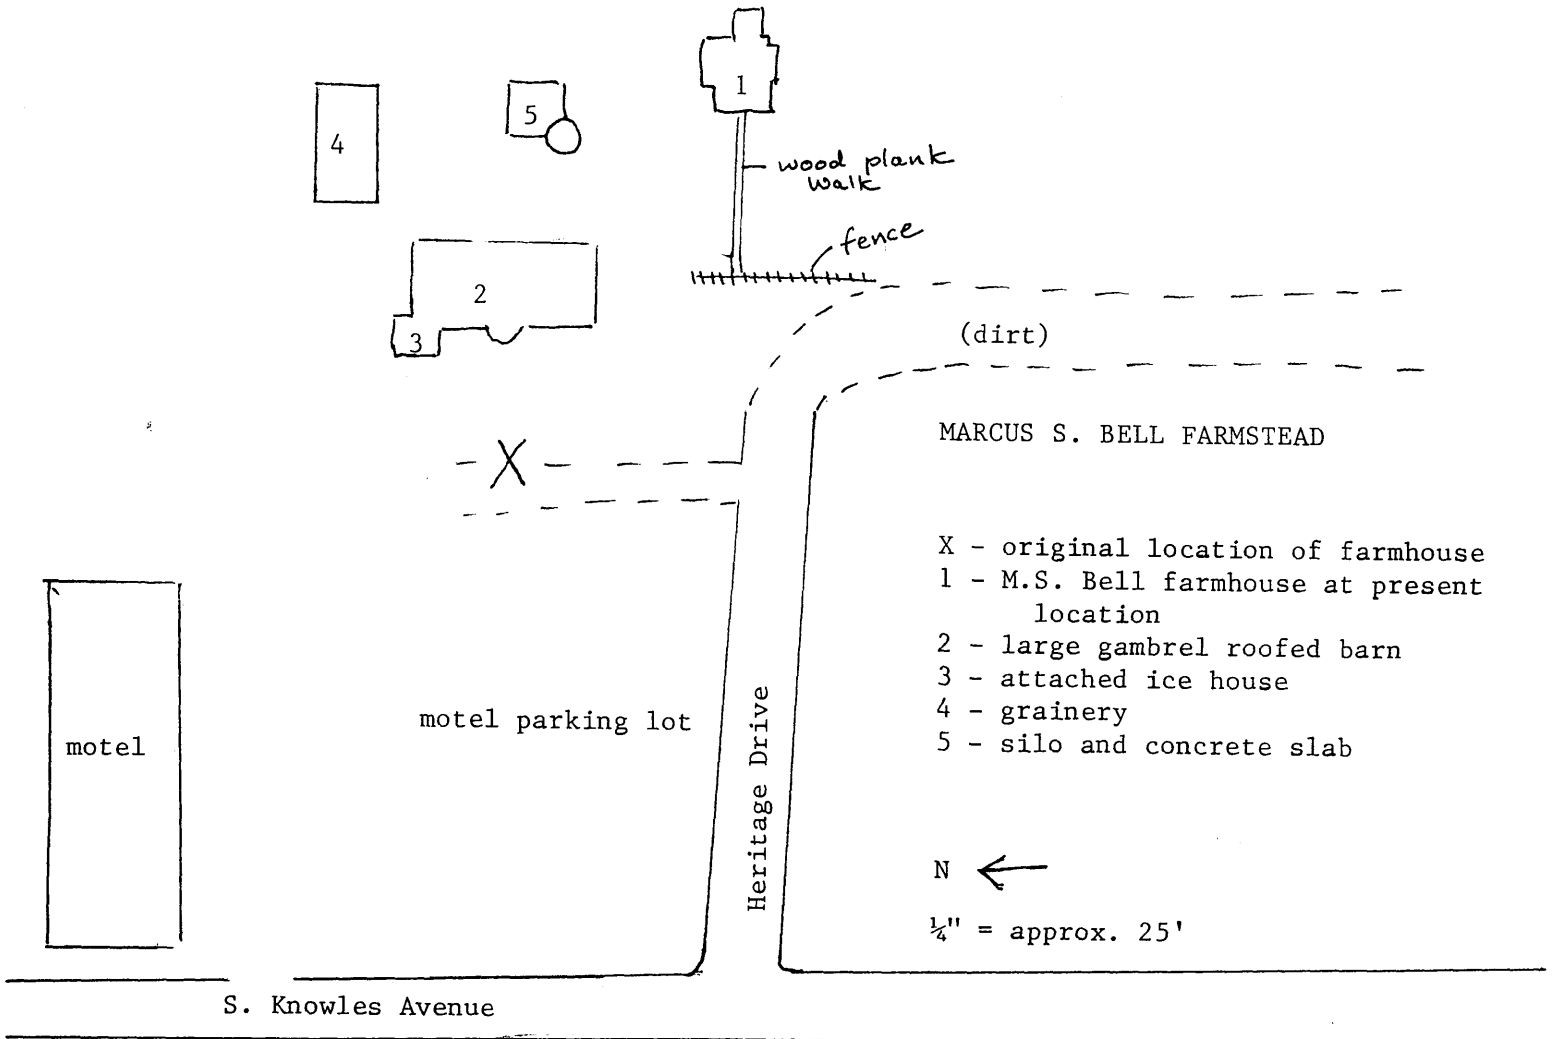 1
5
4
wood plank
walk
fence
2
3
(dirt)
MARCUS S. BELL FARMSTEAD
X
X - original location of farmhouse
1 - M.S. Bell farmhouse at present
location
2 - large gambrel roofed barn
3 - attached ice house
4 - grainery
5 - silo and concrete slab
motel parking lot
motel
Heritage Drive
N
¼" = approx. 25'
S. Knowles Avenue